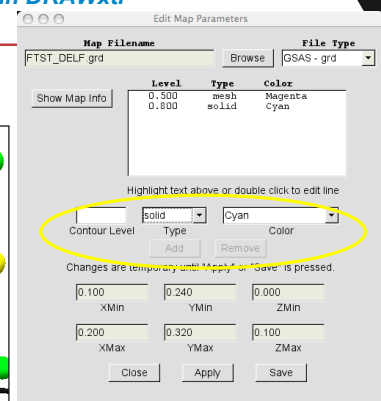 DRAWxtl
Edit Map Parameters
Map Filename File Type
FTST_DELF.grd Browse GSAS - grd
Show Map Info
Level Type Color
0.500 mesh Magenta
0.800 solid Cyan
Highlight text above or double click to edit line
solid Cyan
Contour Level Type Color
Add Remove
Changes are temporary until "Apply" or "Save" is pressed.
0.100 0.240 0.000
XMin YMin ZMin
0.200 0.320 0.100
XMax YMax ZMax
Close Apply Save